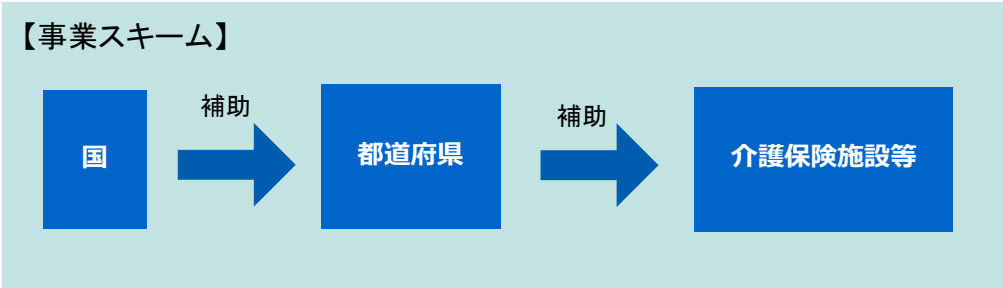 【事業スキーム】
補助
補助
国
都道府県
介護保険施設等